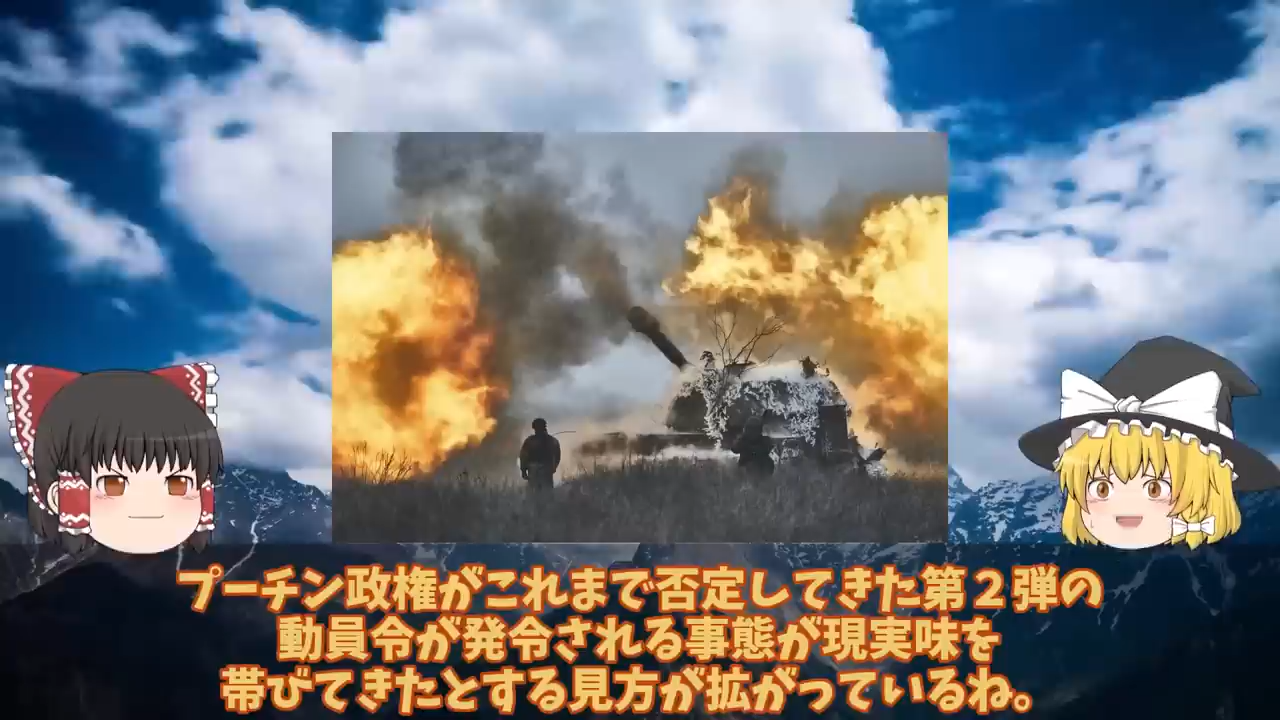 プーチン政権がこれまで否定してきた第２弾の
動員令が発令される事態が現実味を
帯びてきたとする見方が拡がっているね。